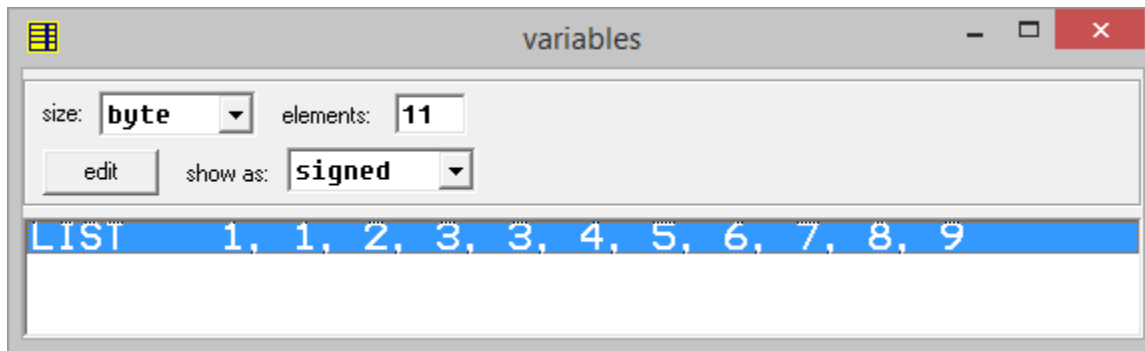 variables
size: byte elements: 11
edit show as: signed
LIST 1, 1, 2, 3, 3, 4, 5, 6, 7, 8, 9